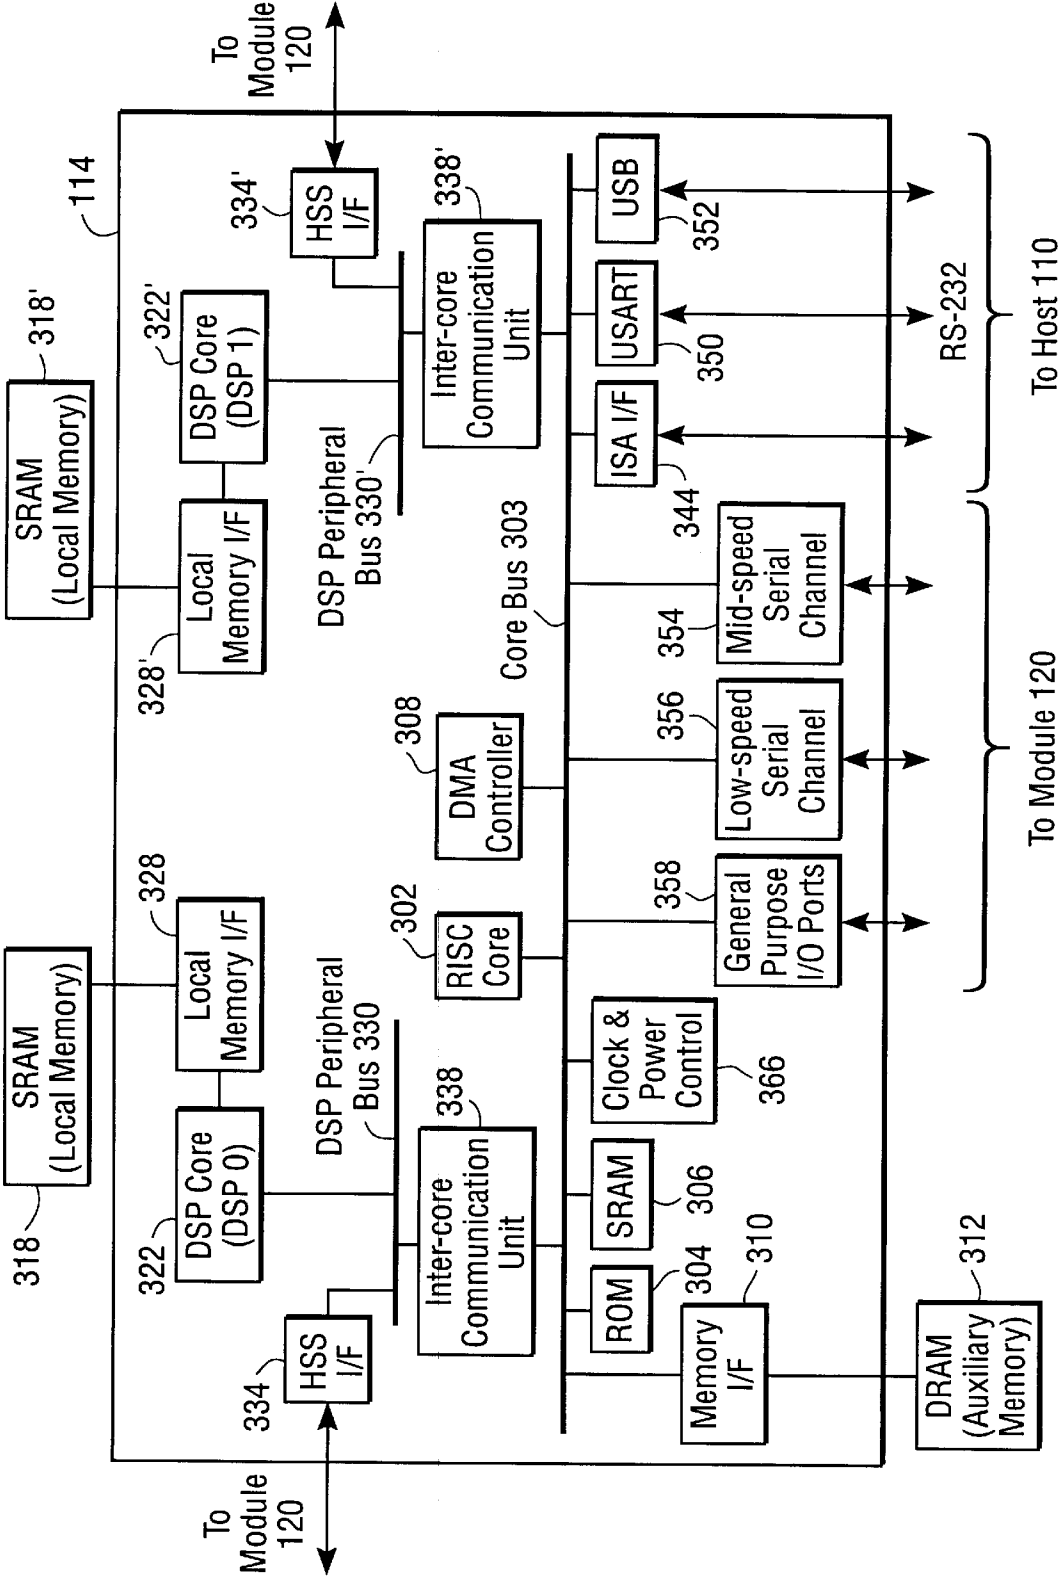 318
SRAM
(Local Memory)
SRAM
(Local Memory)
318'
114
322
DSP Core
(DSP 0)
Local
Memory I/F
328
328'
Local
Memory I/F
DSP Core
(DSP 1)
322'
To
Module
120
334
HSS
I/F
DSP Peripheral
Bus 330
DSP Peripheral
Bus 330'
HSS
I/F
334'
To
Module
120
Inter-core
Communication
Unit
338
302
RISC
Core
308
DMA
Controller
Core Bus 303
Inter-core
Communication
Unit
338'
ROM
304
SRAM
306
Clock &
Power
Control
366
358
General
Purpose
I/O Ports
356
Low-speed
Serial
Channel
354
Mid-speed
Serial
Channel
ISA I/F
344
USART
350
USB
352
Memory
I/F
310
DRAM
(Auxiliary
Memory)
312
RS-232
To Module 120
To Host 110